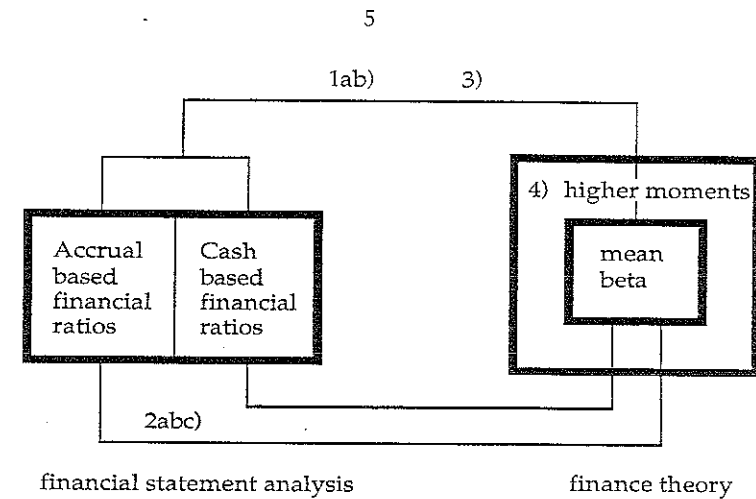 5
1ab) 3)
4) higher moments
Accrual
based
financial
ratios
Cash
based
financial
ratios
mean
beta
2abc)
financial statement analysis
finance theory